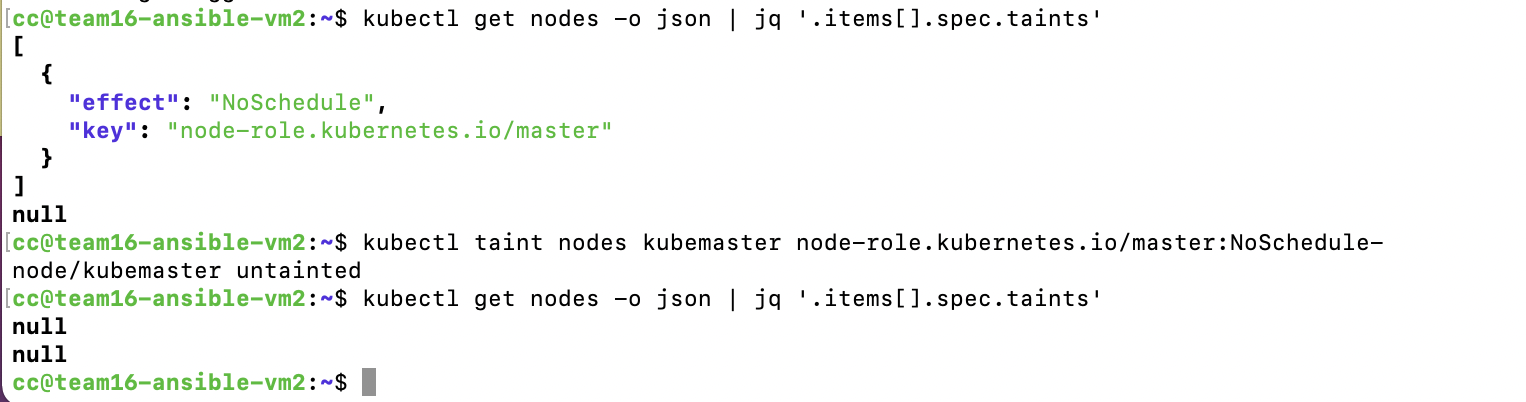 [cc@team16-ansible-vm2:~$ kubectl get nodes -o json | jq '.items[].spec.taints'
[
  {
    "effect": "NoSchedule",
    "key": "node-role.kubernetes.io/master"
  }
]
null
[cc@team16-ansible-vm2:~$ kubectl taint nodes kubemaster node-role.kubernetes.io/master:NoSchedule-
node/kubemaster untainted
[cc@team16-ansible-vm2:~$ kubectl get nodes -o json | jq '.items[].spec.taints'
null
null
cc@team16-ansible-vm2:~$